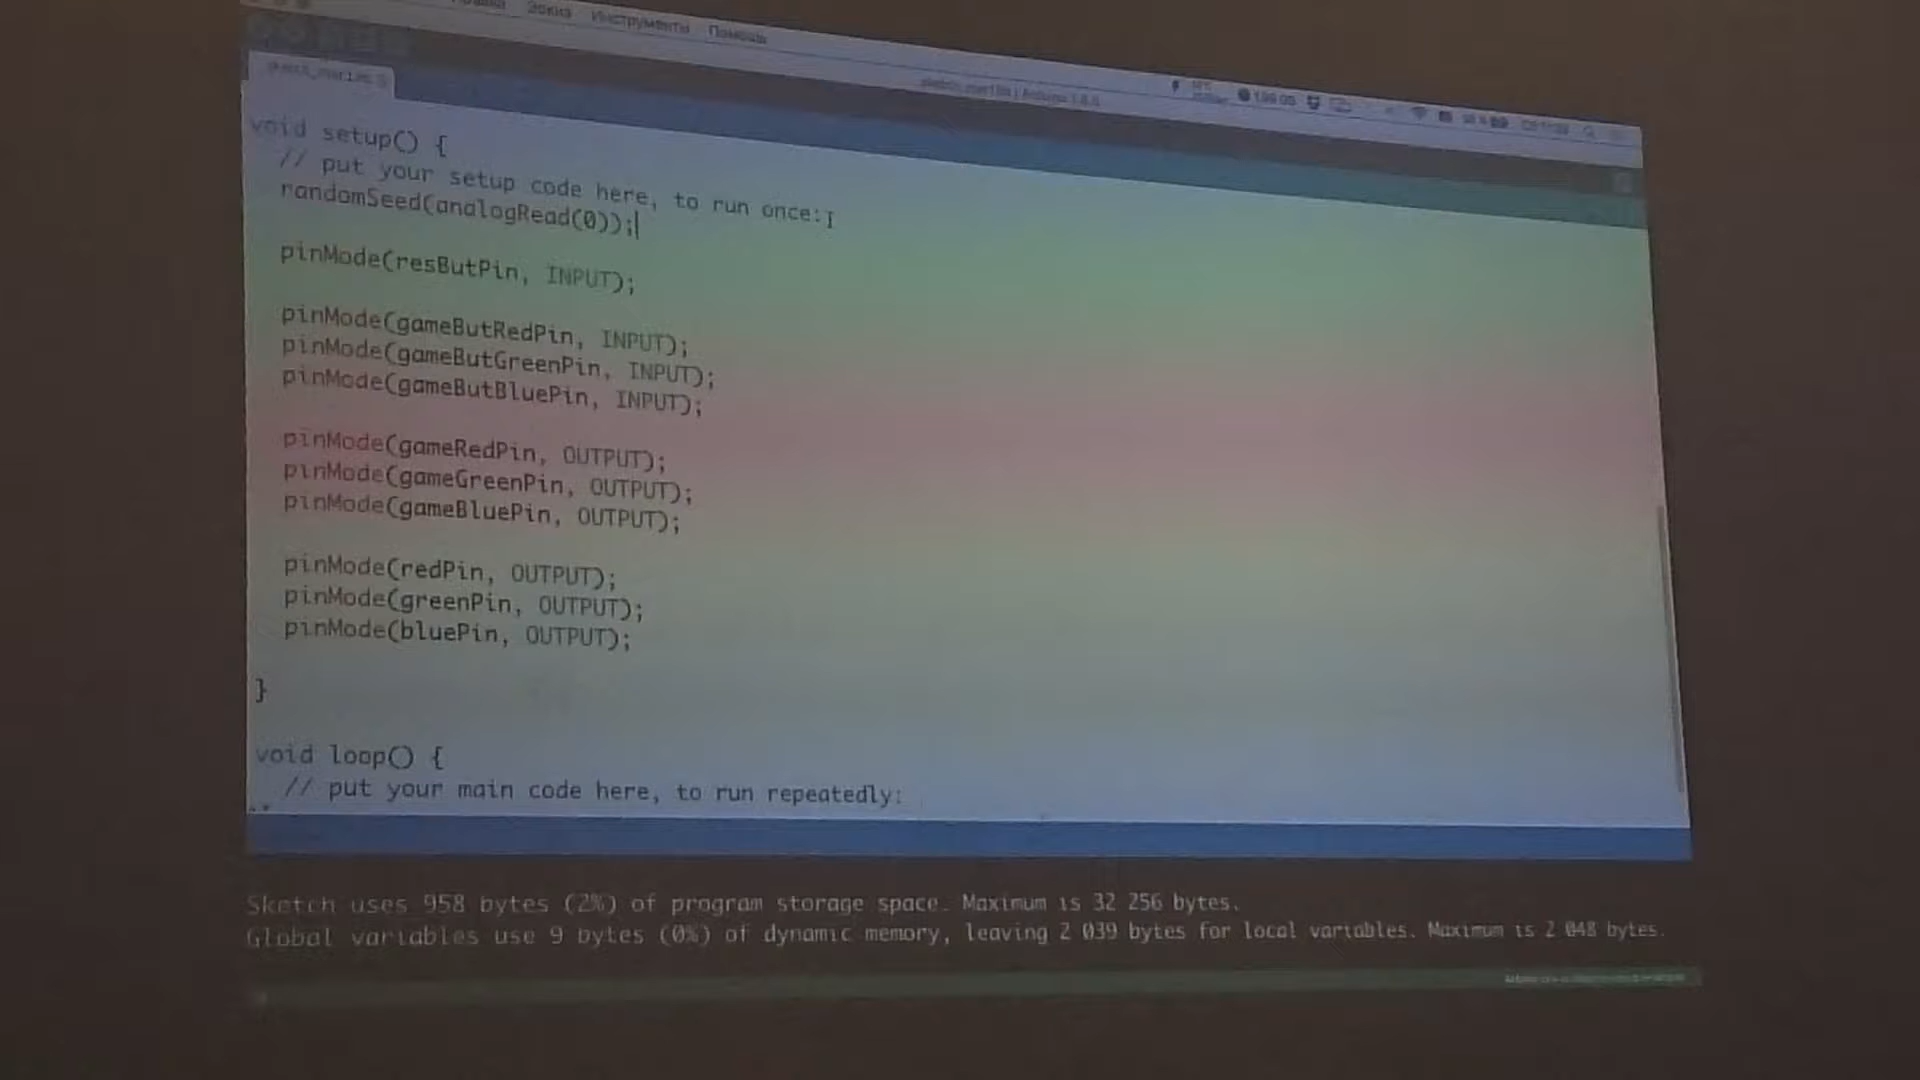 Эскиз Инструменты Помощь
void setup() {
// put your setup code here, to run once:
randomSeed(analogRead(0));
pinMode(resButPin, INPUT);
pinMode(gameButRedPin, INPUT);
pinMode(gameButGreenPin, INPUT);
pinMode(gameButBluePin, INPUT);
pinMode(gameRedPin, OUTPUT);
pinMode(gameGreenPin, OUTPUT);
pinMode(gameBluePin, OUTPUT);
pinMode(redPin, OUTPUT);
pinMode(greenPin, OUTPUT);
pinMode(bluePin, OUTPUT);
}
void loop() {
// put your main code here, to run repeatedly:
Sketch uses 958 bytes (2%) of program storage space. Maximum is 32 256 bytes.
Global variables use 9 bytes (0%) of dynamic memory, leaving 2 039 bytes for local variables. Maximum is 2 048 bytes.